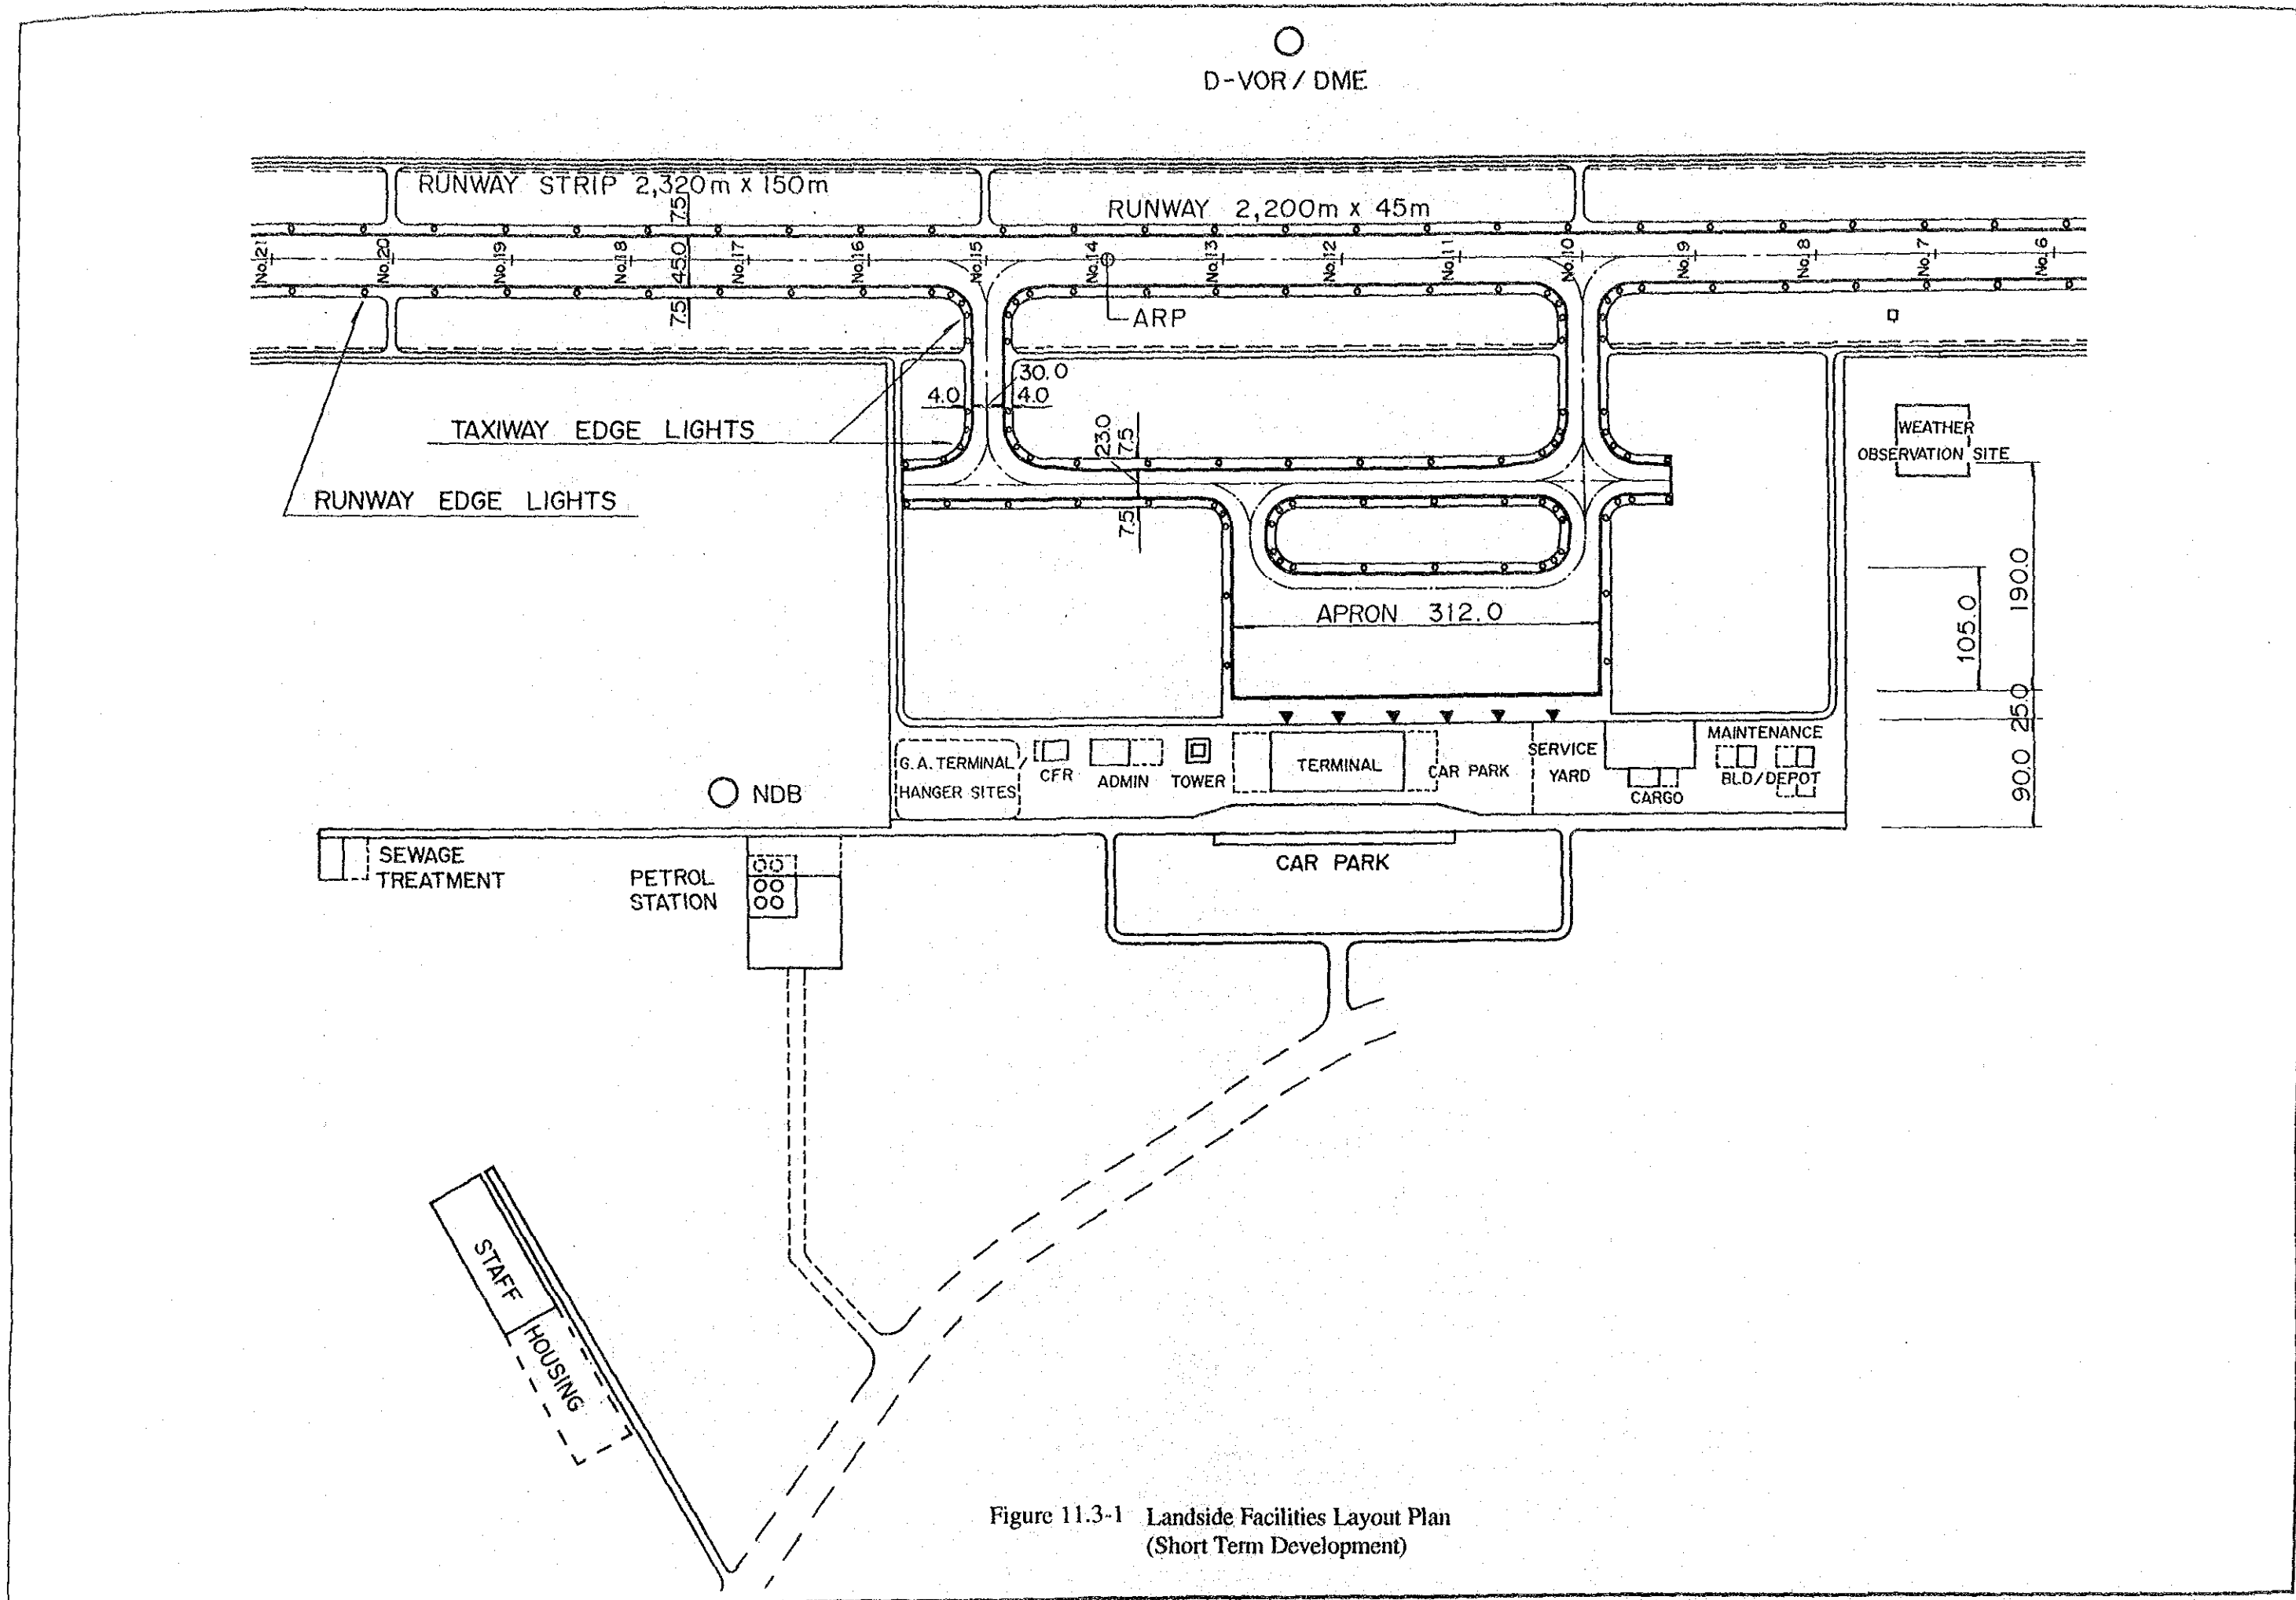 D-VOR / DME
RUNWAY STRIP 2,320m x 150m
RUNWAY 2,200m x 45m
7.5
45.0
7.5
No.21
No.20
No.19
No.18
No.17
No.16
No.15
No.14
No.13
No.12
No.11
No.10
No.9
No.8
No.7
No.6
ARP
30.0
4.0
4.0
TAXIWAY EDGE LIGHTS
RUNWAY EDGE LIGHTS
23.0
7.5
7.5
WEATHER
OBSERVATION SITE
APRON 312.0
190.0
105.0
25.0
90.0
G.A. TERMINAL /
HANGER SITES
CFR
ADMIN
TOWER
TERMINAL
CAR PARK
SERVICE
YARD
CARGO
MAINTENANCE
BLD/DEPOT
NDB
SEWAGE
TREATMENT
PETROL
STATION
CAR PARK
STAFF
HOUSING
Figure 11.3-1 Landside Facilities Layout Plan
(Short Term Development)